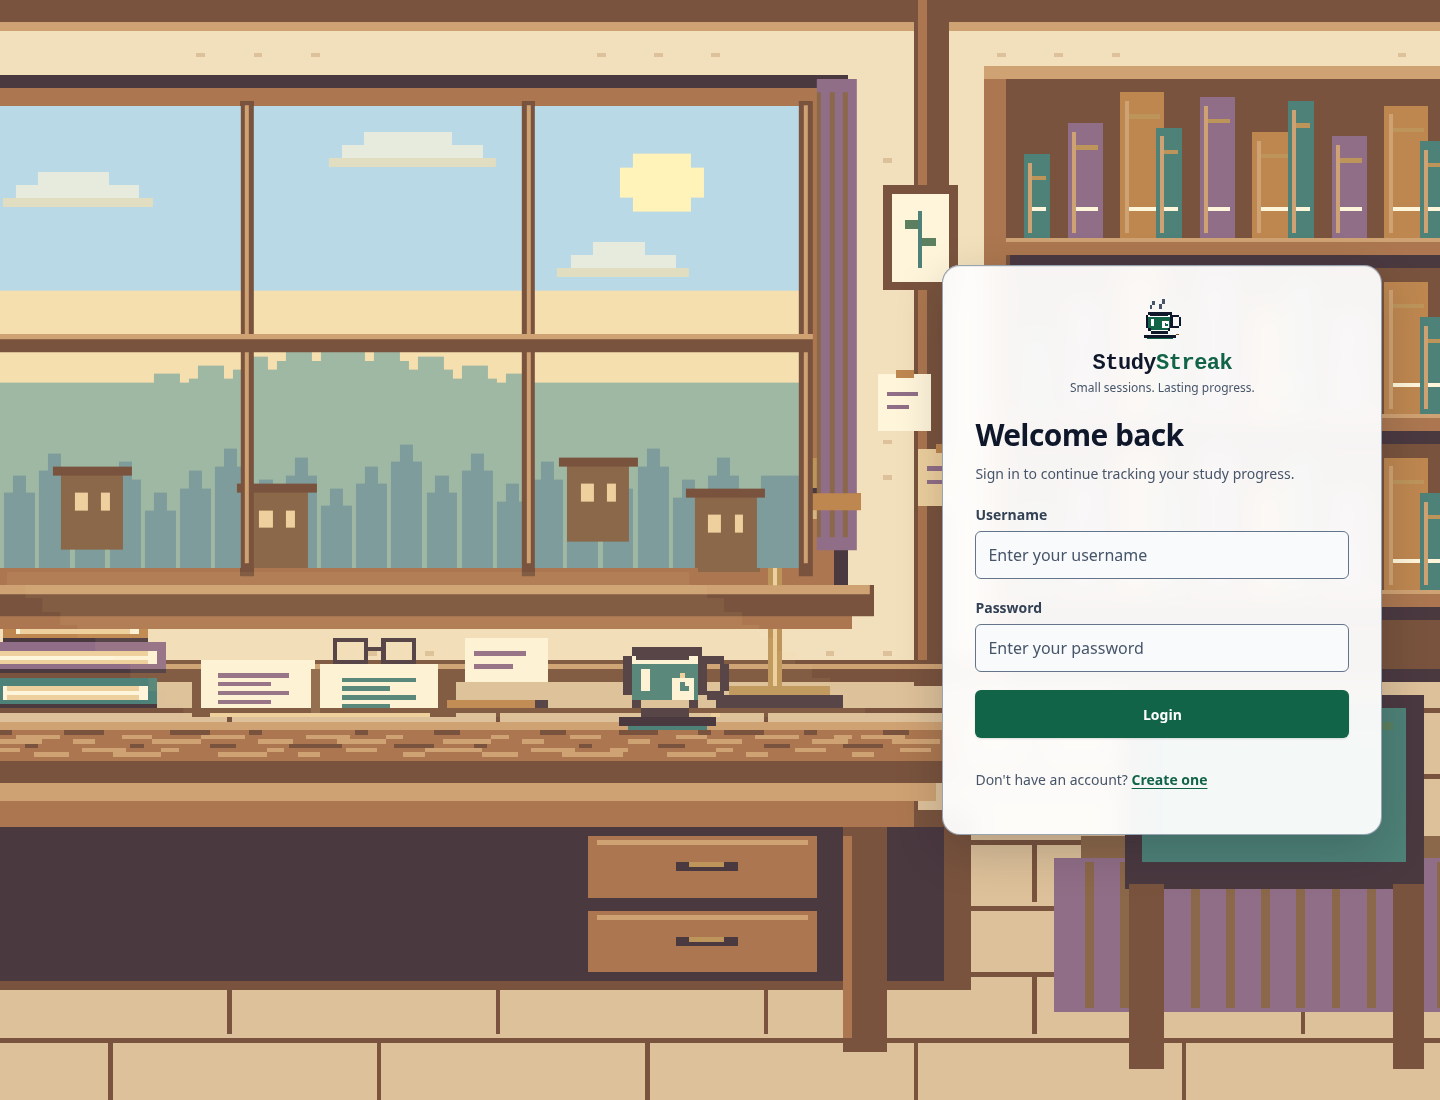 StudyStreak
Small sessions. Lasting progress.
Welcome back
Sign in to continue tracking your study progress.
Username
Enter your username
Password
Enter your password
Login
Don't have an account? Create one